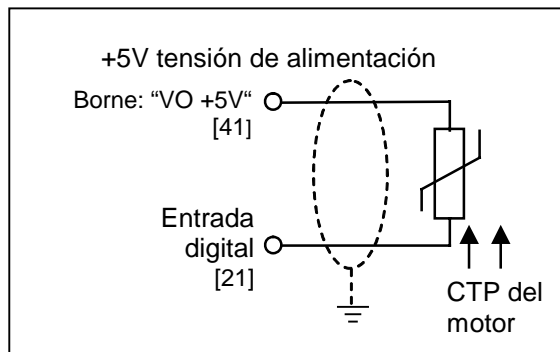 +5V tensión de alimentación
Borne: “VO +5V“
[41]
Entrada
digital
[21]
CTP del
motor